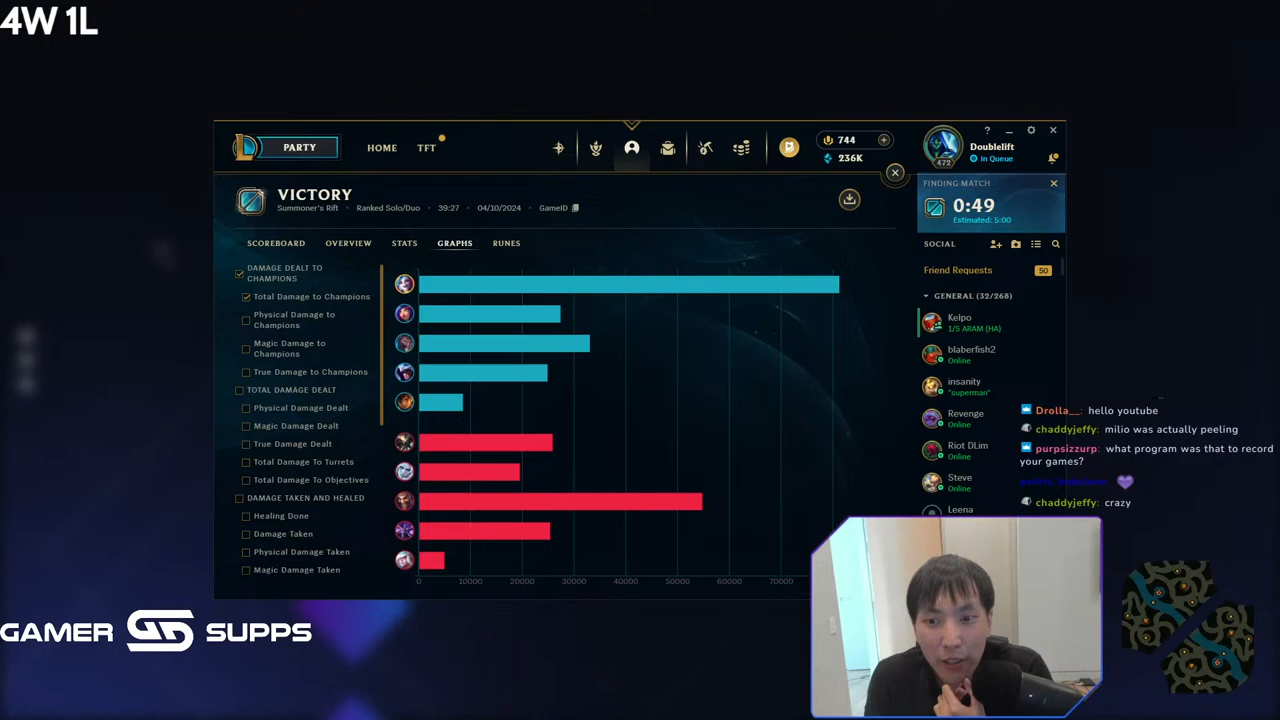 4W 1L
PARTY
HOME
TFT
744
236K
472
?
Doublelift
In Queue
VICTORY
Summoner's Rift • Ranked Solo/Duo • 39:27 • 04/10/2024 • GameID
FINDING MATCH
0:49
Estimated: 5:00
SCOREBOARD
OVERVIEW
STATS
GRAPHS
RUNES
SOCIAL
Friend Requests
50
GENERAL (32/268)
Kelpo
1/5 ARAM (HA)
blaberfish2
Online
insanity
"superman"
Revenge
Online
Riot DLim
Online
Steve
Online
Leena
DAMAGE DEALT TO
CHAMPIONS
Total Damage to Champions
Physical Damage to
Champions
Magic Damage to
Champions
True Damage to Champions
TOTAL DAMAGE DEALT
Physical Damage Dealt
Magic Damage Dealt
True Damage Dealt
Total Damage To Turrets
Total Damage To Objectives
DAMAGE TAKEN AND HEALED
Healing Done
Damage Taken
Physical Damage Taken
Magic Damage Taken
0 10000 20000 30000 40000 50000 60000 70000
Drolla__: hello youtube
chaddyjeffy: milio was actually peeling
purpsizzurp: what program was that to record
your games?
chaddyjeffy: crazy
GAMER GS SUPPS